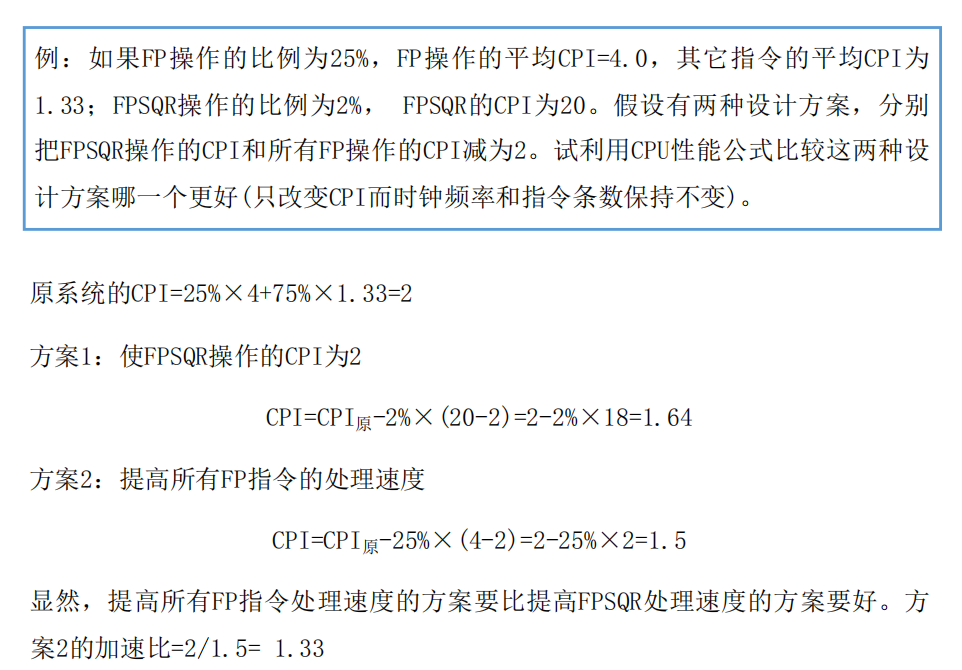 例：如果FP操作的比例为25%，FP操作的平均CPI=4.0，其它指令的平均CPI为
1.33；FPSQR操作的比例为2%， FPSQR的CPI为20。假设有两种设计方案，分别
把FPSQR操作的CPI和所有FP操作的CPI减为2。试利用CPU性能公式比较这两种设
计方案哪一个更好(只改变CPI而时钟频率和指令条数保持不变)。
原系统的CPI=25%×4+75%×1.33=2
方案1：使FPSQR操作的CPI为2
CPI=CPI原-2%×(20-2)=2-2%×18=1.64
方案2：提高所有FP指令的处理速度
CPI=CPI原-25%×(4-2)=2-25%×2=1.5
显然，提高所有FP指令处理速度的方案要比提高FPSQR处理速度的方案要好。方
案2的加速比=2/1.5= 1.33